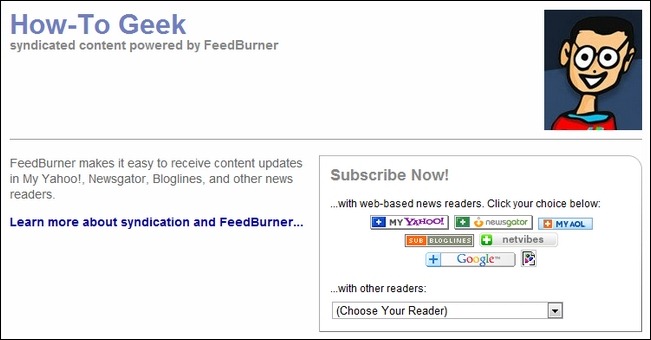 How-To Geek
syndicated content powered by FeedBurner
FeedBurner makes it easy to receive content updates
in My Yahoo!, Newsgator, Bloglines, and other news
readers.
Learn more about syndication and FeedBurner...
Subscribe Now!
...with web-based news readers. Click your choice below:
MY YAHOO! newsgator MY AOL
SUB BLOGLINES netvibes
Google™
...with other readers:
(Choose Your Reader)